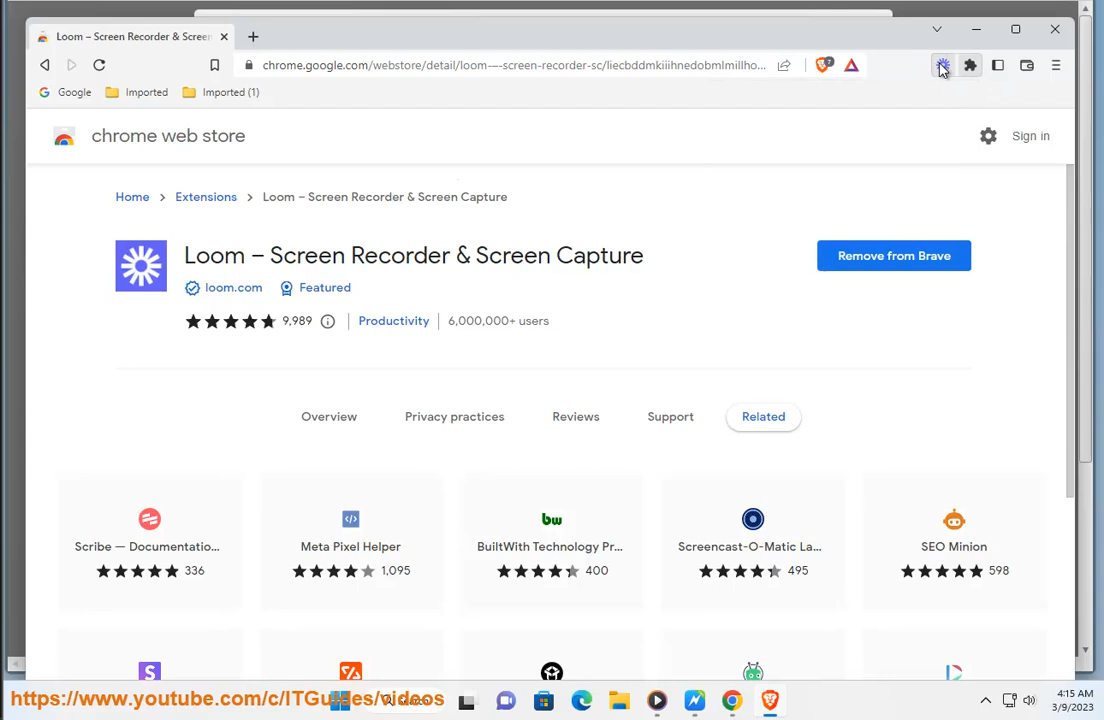 Loom – Screen Recorder & Screen
chrome.google.com/webstore/detail/loom-–-screen-recorder-sc/liecbddmkiiihnedobmlmillho...
7
Google Imported Imported (1)
chrome web store
Sign in
Home > Extensions > Loom – Screen Recorder & Screen Capture
Loom – Screen Recorder & Screen Capture
Remove from Brave
loom.com Featured
9,989 Productivity 6,000,000+ users
Overview Privacy practices Reviews Support Related
Scribe — Documentatio... Meta Pixel Helper BuiltWith Technology Pr... Screencast-O-Matic La... SEO Minion
336 1,095 400 495 598
bw
S
https://www.youtube.com/c/ITGuides/videos
4:15 AM
3/9/2023